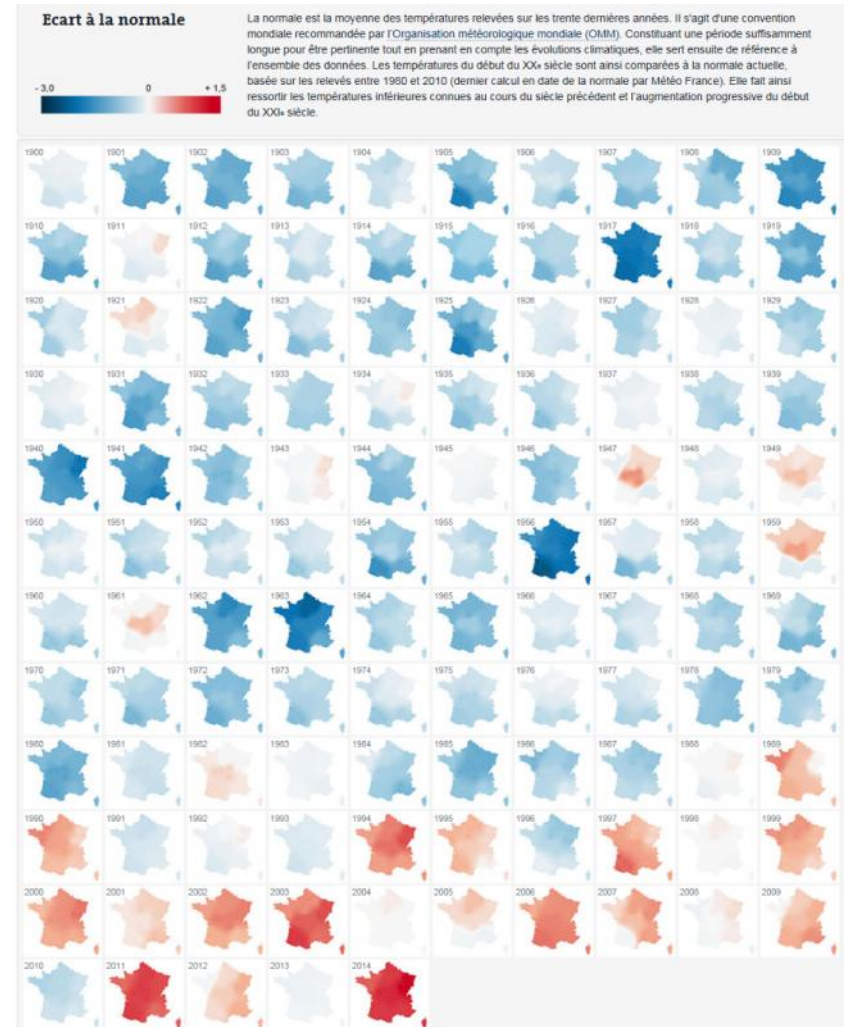 Ecart à la normale
La normale est la moyenne des températures relevées sur les trente dernières années. Il s'agit d'une convention
mondiale recommandée par l'Organisation météorologique mondiale (OMM). Constituant une période suffisamment
longue pour être pertinente tout en prenant en compte les évolutions climatiques, elle sert ensuite de référence à
l'ensemble des données. Les températures du début du XXe siècle sont ainsi comparées à la normale actuelle,
basée sur les relevés entre 1980 et 2010 (dernier calcul en date de la normale par Météo France). Elle fait ainsi
ressortir les températures inférieures connues au cours du siècle précédent et l'augmentation progressive du début
du XXIe siècle.
- 3,0 0 + 1,5
1900 1901 1902 1903 1904 1905 1906 1907 1908 1909
1910 1911 1912 1913 1914 1915 1916 1917 1918 1919
1920 1921 1922 1923 1924 1925 1926 1927 1928 1929
1930 1931 1932 1933 1934 1935 1936 1937 1938 1939
1940 1941 1942 1943 1944 1945 1946 1947 1948 1949
1950 1951 1952 1953 1954 1955 1956 1957 1958 1959
1960 1961 1962 1963 1964 1965 1966 1967 1968 1969
1970 1971 1972 1973 1974 1975 1976 1977 1978 1979
1980 1981 1982 1983 1984 1985 1986 1987 1988 1989
1990 1991 1992 1993 1994 1995 1996 1997 1998 1999
2000 2001 2002 2003 2004 2005 2006 2007 2008 2009
2010 2011 2012 2013 2014